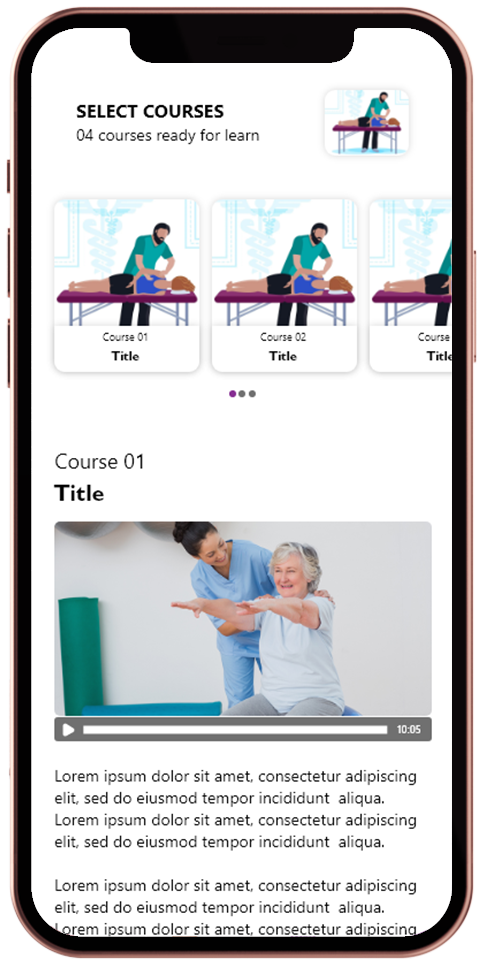 SELECT COURSES
04 courses ready for learn
Course 01
Title
Course 02
Title
Course
Title
Course 01
Title
10:05
Lorem ipsum dolor sit amet, consectetur adipiscing
elit, sed do eiusmod tempor incididunt  aliqua.
Lorem ipsum dolor sit amet, consectetur adipiscing
elit, sed do eiusmod tempor incididunt  aliqua.
Lorem ipsum dolor sit amet, consectetur adipiscing
elit, sed do eiusmod tempor incididunt  aliqua.
Lorem ipsum dolor sit amet, consectetur adipiscing